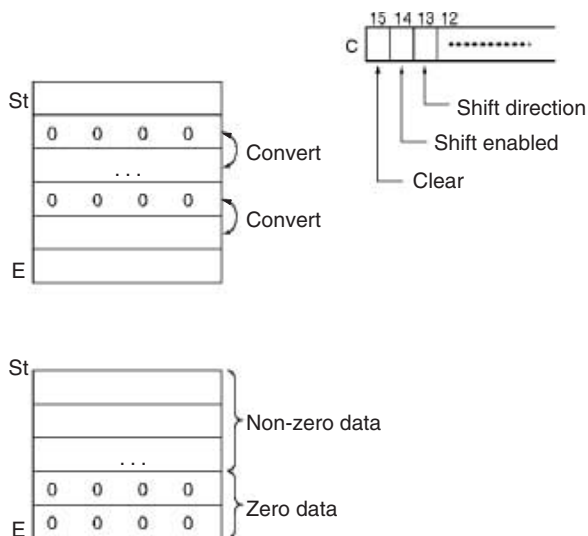 15 14 13 12
C
Shift direction
Shift enabled
Clear
St
0 0 0 0
Convert
. . .
0 0 0 0
Convert
E
St
Non-zero data
. . .
0 0 0 0
Zero data
0 0 0 0
E